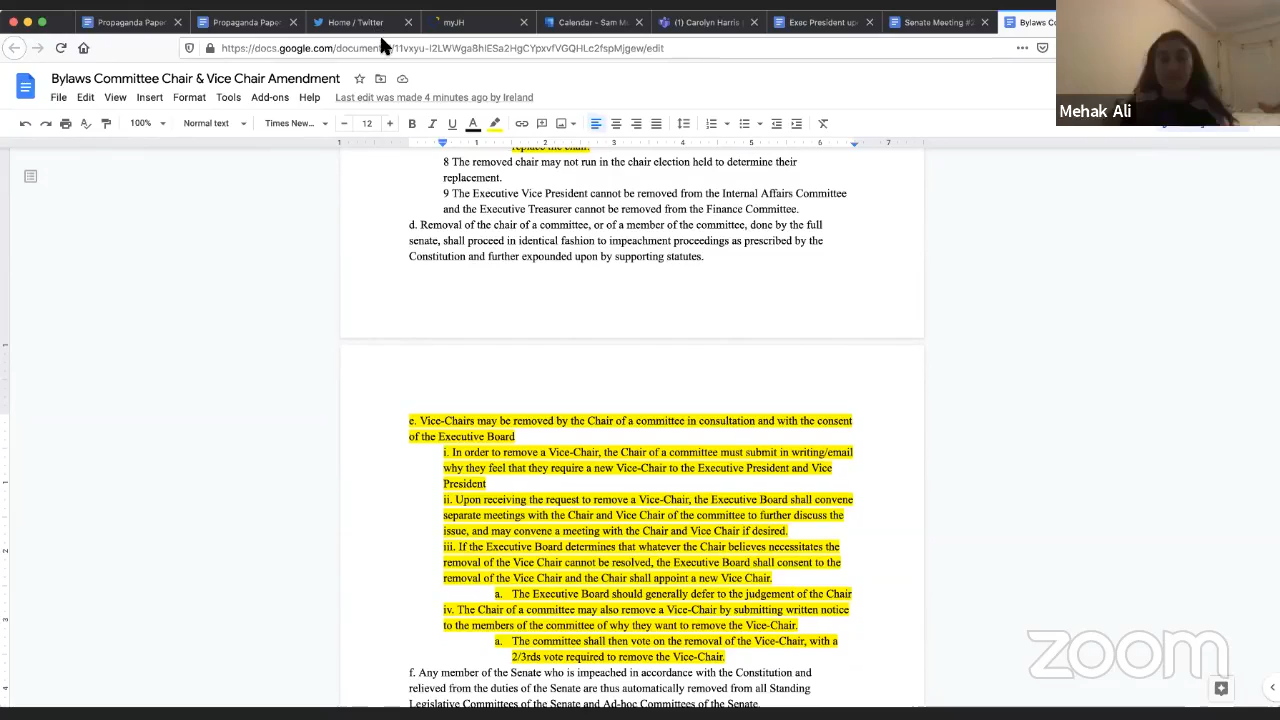 Propaganda Paper
Propaganda Paper
Home / Twitter
myJH
Calendar - Sam M
(1) Carolyn Harris
Exec President up
Senate Meeting #2
Bylaws Co
https://docs.google.com/document
Mehak Ali
Bylaws Committee Chair & Vice Chair Amendment
File Edit View Insert Format Tools Add-ons Help Last edit was made 4 minutes ago by Ireland
100% Normal text Times New... 12
1 1 2 3 4 5 6 7
replace the chair.
8 The removed chair may not run in the chair election held to determine their
replacement.
9 The Executive Vice President cannot be removed from the Internal Affairs Committee
and the Executive Treasurer cannot be removed from the Finance Committee.
d. Removal of the chair of a committee, or of a member of the committee, done by the full
senate, shall proceed in identical fashion to impeachment proceedings as prescribed by the
Constitution and further expounded upon by supporting statutes.
e. Vice-Chairs may be removed by the Chair of a committee in consultation and with the consent
of the Executive Board
i. In order to remove a Vice-Chair, the Chair of a committee must submit in writing/email
why they feel that they require a new Vice-Chair to the Executive President and Vice
President
ii. Upon receiving the request to remove a Vice-Chair, the Executive Board shall convene
separate meetings with the Chair and Vice Chair of the committee to further discuss the
issue, and may convene a meeting with the Chair and Vice Chair if desired.
iii. If the Executive Board determines that whatever the Chair believes necessitates the
removal of the Vice Chair cannot be resolved, the Executive Board shall consent to the
removal of the Vice Chair and the Chair shall appoint a new Vice Chair.
a. The Executive Board should generally defer to the judgement of the Chair
iv. The Chair of a committee may also remove a Vice-Chair by submitting written notice
to the members of the committee of why they want to remove the Vice-Chair.
a. The committee shall then vote on the removal of the Vice-Chair, with a
2/3rds vote required to remove the Vice-Chair.
f. Any member of the Senate who is impeached in accordance with the Constitution and
relieved from the duties of the Senate are thus automatically removed from all Standing
Legislative Committees of the Senate and Ad-hoc Committees of the Senate.
zoom